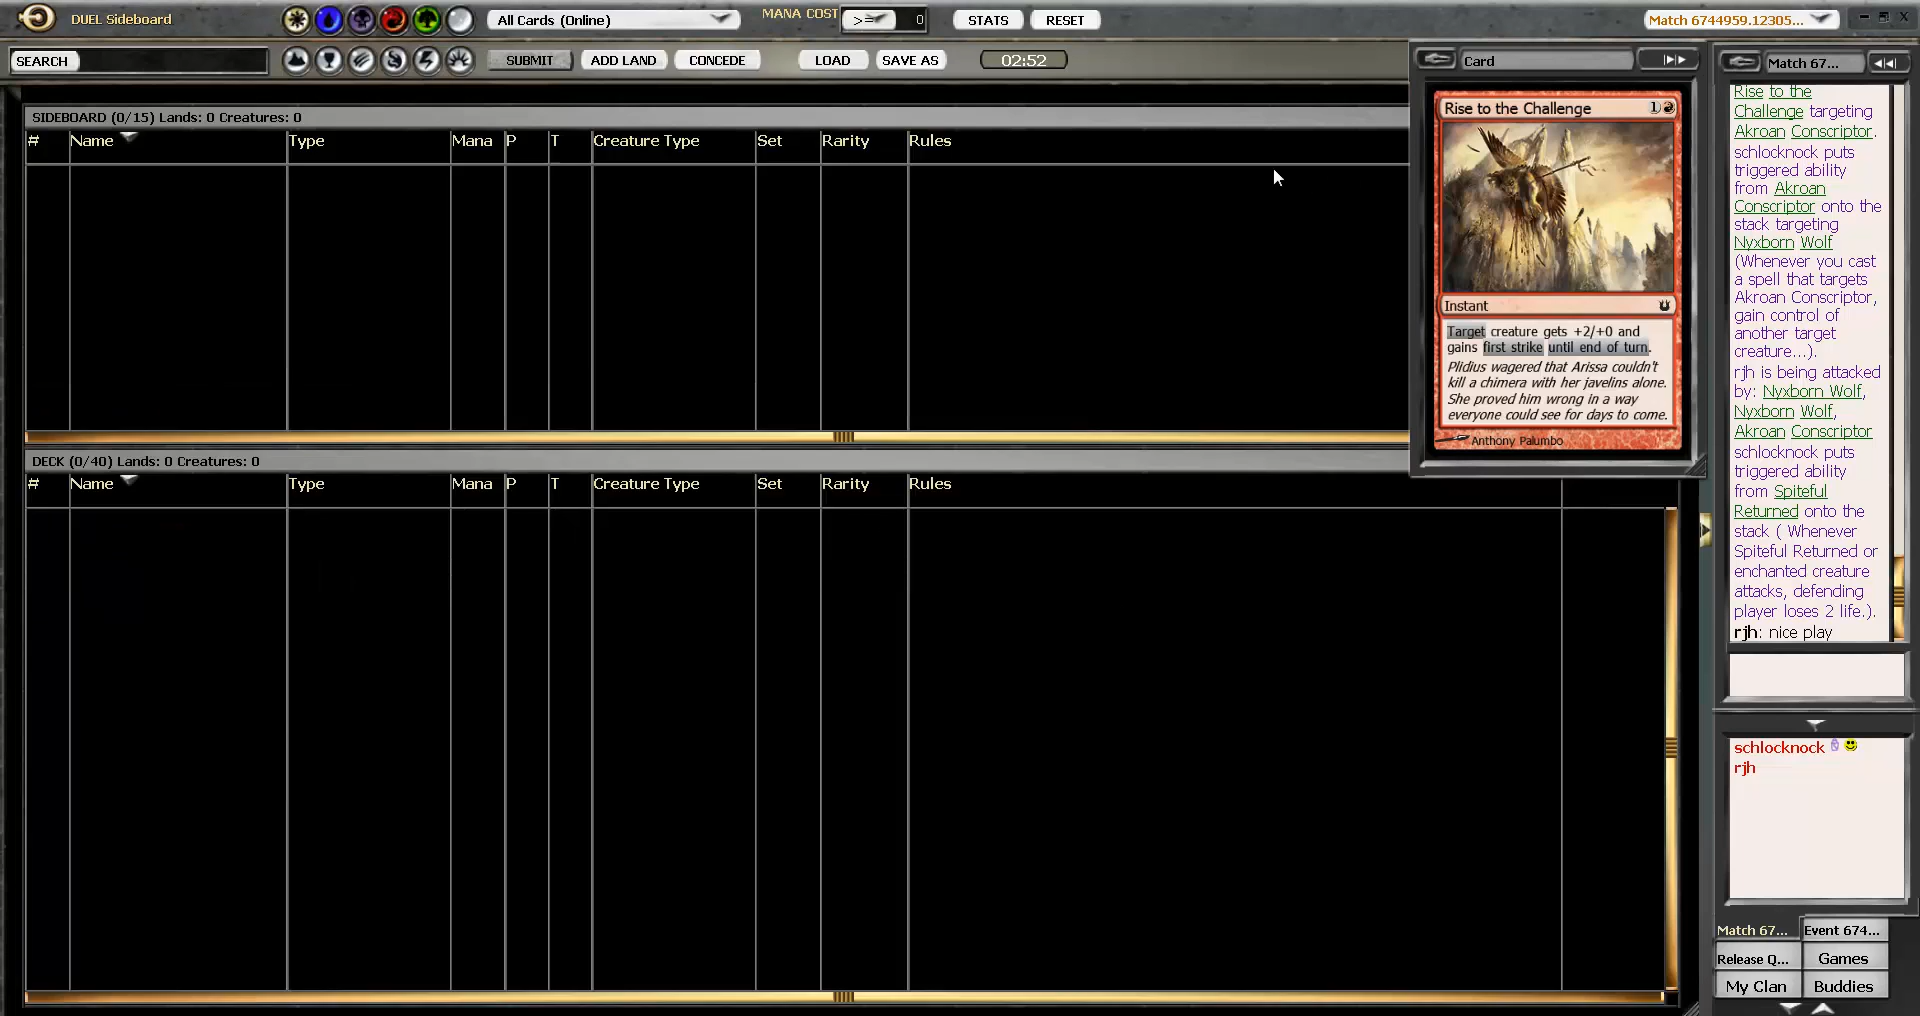 DUEL Sideboard
All Cards (Online)
MANA COST
>=
0
STATS
RESET
Match 6744959.12305...
SEARCH
SUBMIT
ADD LAND
CONCEDE
LOAD
SAVE AS
02:52
SIDEBOARD (0/15) Lands: 0 Creatures: 0
# Name Type Mana P T Creature Type Set Rarity Rules
DECK (0/40) Lands: 0 Creatures: 0
# Name Type Mana P T Creature Type Set Rarity Rules
Card
Rise to the Challenge 1
Instant
Target creature gets +2/+0 and
gains first strike until end of turn.
Plidius wagered that Arissa couldn't
kill a chimera with her javelins alone.
She proved him wrong in a way
everyone could see for days to come.
Anthony Palumbo
Match 67...
Rise to the
Challenge targeting
Akroan Conscriptor.
schlocknock puts
triggered ability
from Akroan
Conscriptor onto the
stack targeting
Nyxborn Wolf
(Whenever you cast
a spell that targets
Akroan Conscriptor,
gain control of
another target
creature...).
rjh is being attacked
by: Nyxborn Wolf,
Nyxborn Wolf,
Akroan Conscriptor
schlocknock puts
triggered ability
from Spiteful
Returned onto the
stack ( Whenever
Spiteful Returned or
enchanted creature
attacks, defending
player loses 2 life.).
rjh: nice play
schlocknock
rjh
Match 67...
Event 674...
Release Q...
Games
My Clan
Buddies